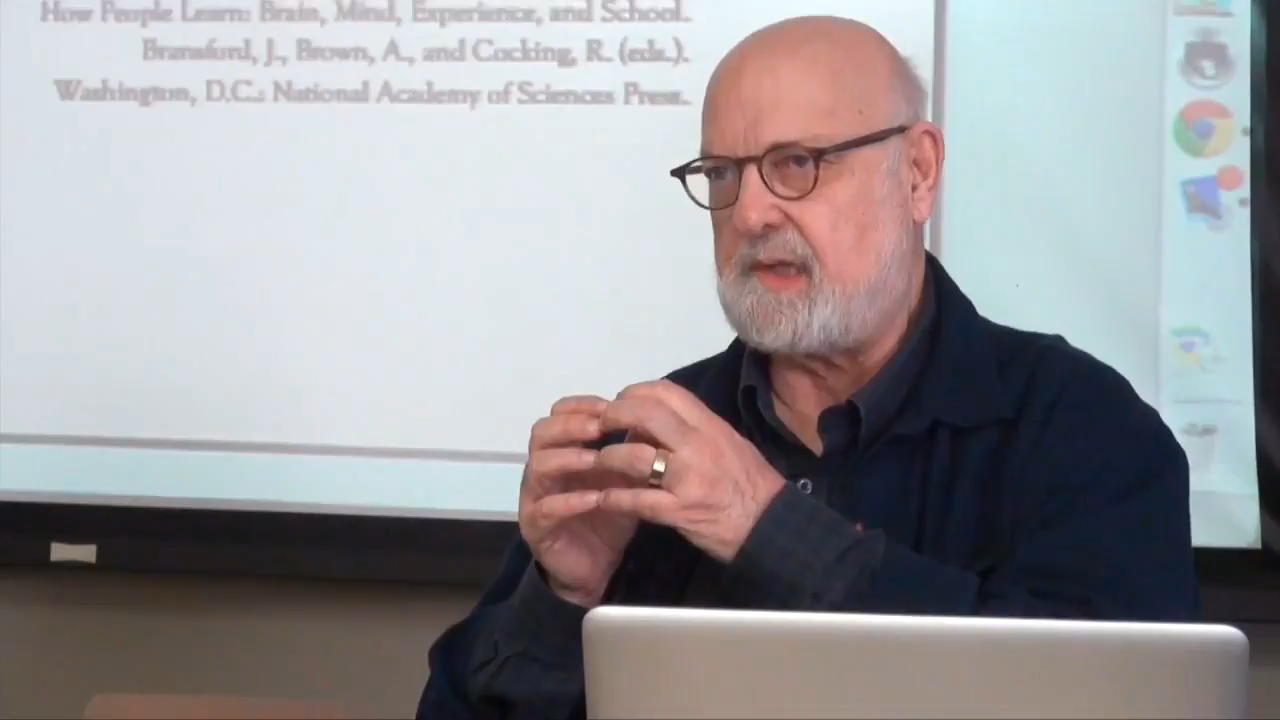 How People Learn: Brain, Mind, Experience, and School.
Bransford, J., Brown, A., and Cocking, R. (eds.).
Washington, D.C.: National Academy of Sciences Press.